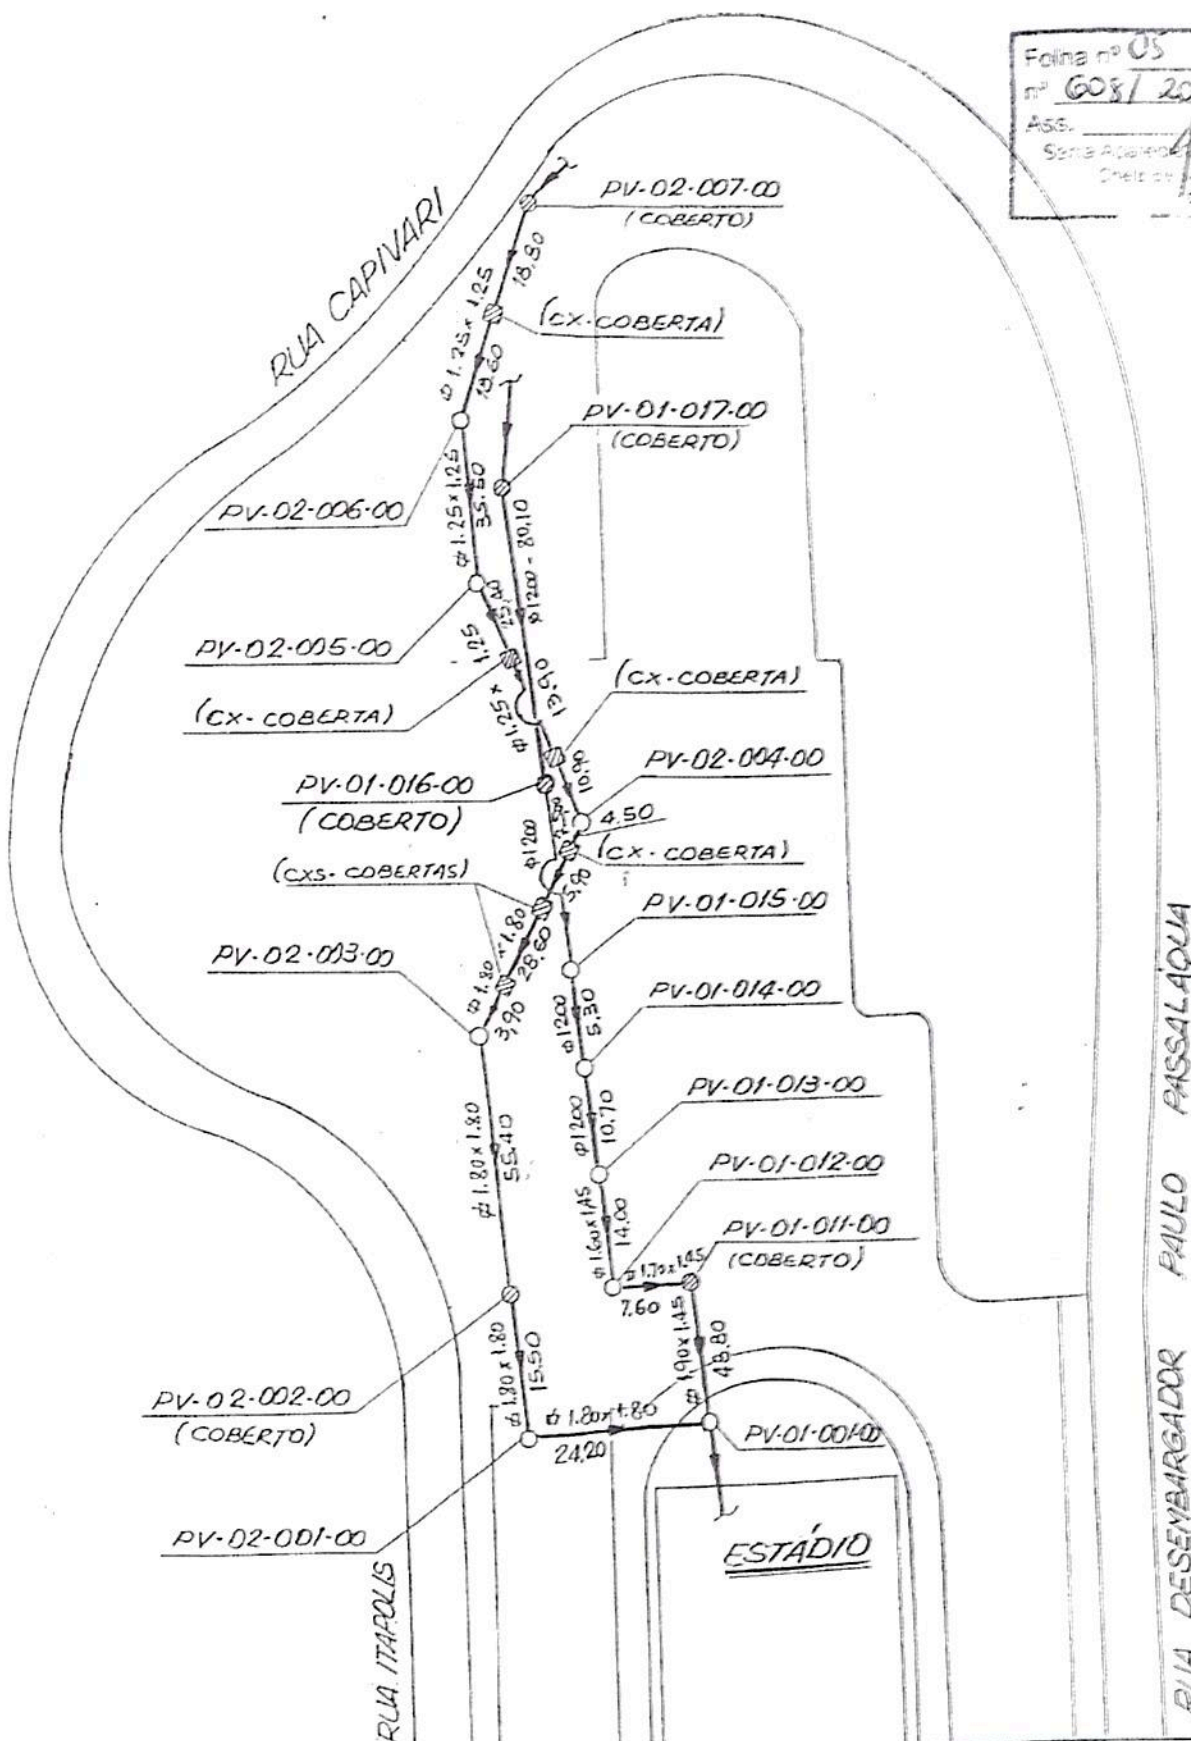 Folha nº 05
nº 608/ 20
Ass.
RUA CAPIVARI
PV-02-007-00
(COBERTO)
18.80
(CX-COBERTA)
ϕ 1.25 x 1.25
PV-01-017-00
(COBERTO)
PV-02-006-00
ϕ 1.25 x 1.25
35.50
ϕ1200 - 80,10
PV-02-005-00
25,40
ϕ1,25 x 1.25
13,90
(CX-COBERTA)
(CX-COBERTA)
PV-02-004-00
10.90
PV-01-016-00
(COBERTO)
4.50
ϕ1200
(CX-COBERTA)
(CXS-COBERTAS)
PV-01-015-00
PV-02-003-00
ϕ 1.80 x 1.80
28,60
3,90
PV-01-014-00
ϕ1200
5.30
PV-01-013-00
ϕ1200
10.70
ϕ 1.80 x 1.80
55.40
PV-01-012-00
ϕ 1.60 x 1.45
14.00
PV-01-011-00
(COBERTO)
ϕ 1.70 x 1.45
7.60
ϕ 1,90 x 1.45
48.80
PV-02-002-00
(COBERTO)
ϕ 1.80 x 1.80
15.50
ϕ 1.80 x 1.80
24,20
PV-01-001-00
PV-02-001-00
ESTÁDIO
RUA ITAPOLIS
RUA DESEMBARGADOR PAULO PASSALÁQUA